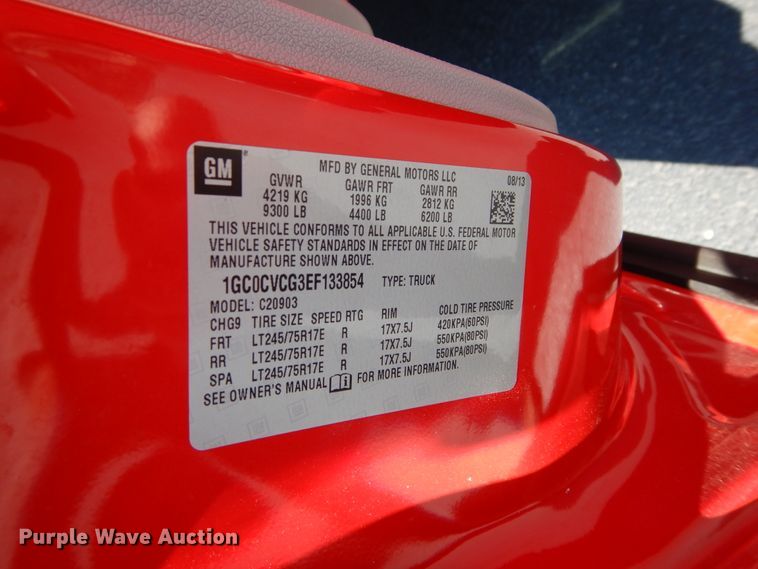 GM
MFD BY GENERAL MOTORS LLC
08/13
GVWR GAWR FRT GAWR RR
4219 KG 1996 KG 2812 KG
9300 LB 4400 LB 6200 LB
THIS VEHICLE CONFORMS TO ALL APPLICABLE U.S. FEDERAL MOTOR
VEHICLE SAFETY STANDARDS IN EFFECT ON THE DATE OF
MANUFACTURE SHOWN ABOVE.
1GC0CVCG3EF133854 TYPE: TRUCK
MODEL: C20903
CHG9 TIRE SIZE SPEED RTG RIM COLD TIRE PRESSURE
FRT LT245/75R17E R 17X7.5J 420KPA(60PSI)
RR LT245/75R17E R 17X7.5J 550KPA(80PSI)
SPA LT245/75R17E R 17X7.5J 550KPA(80PSI)
SEE OWNER'S MANUAL FOR MORE INFORMATION.
Purple Wave Auction